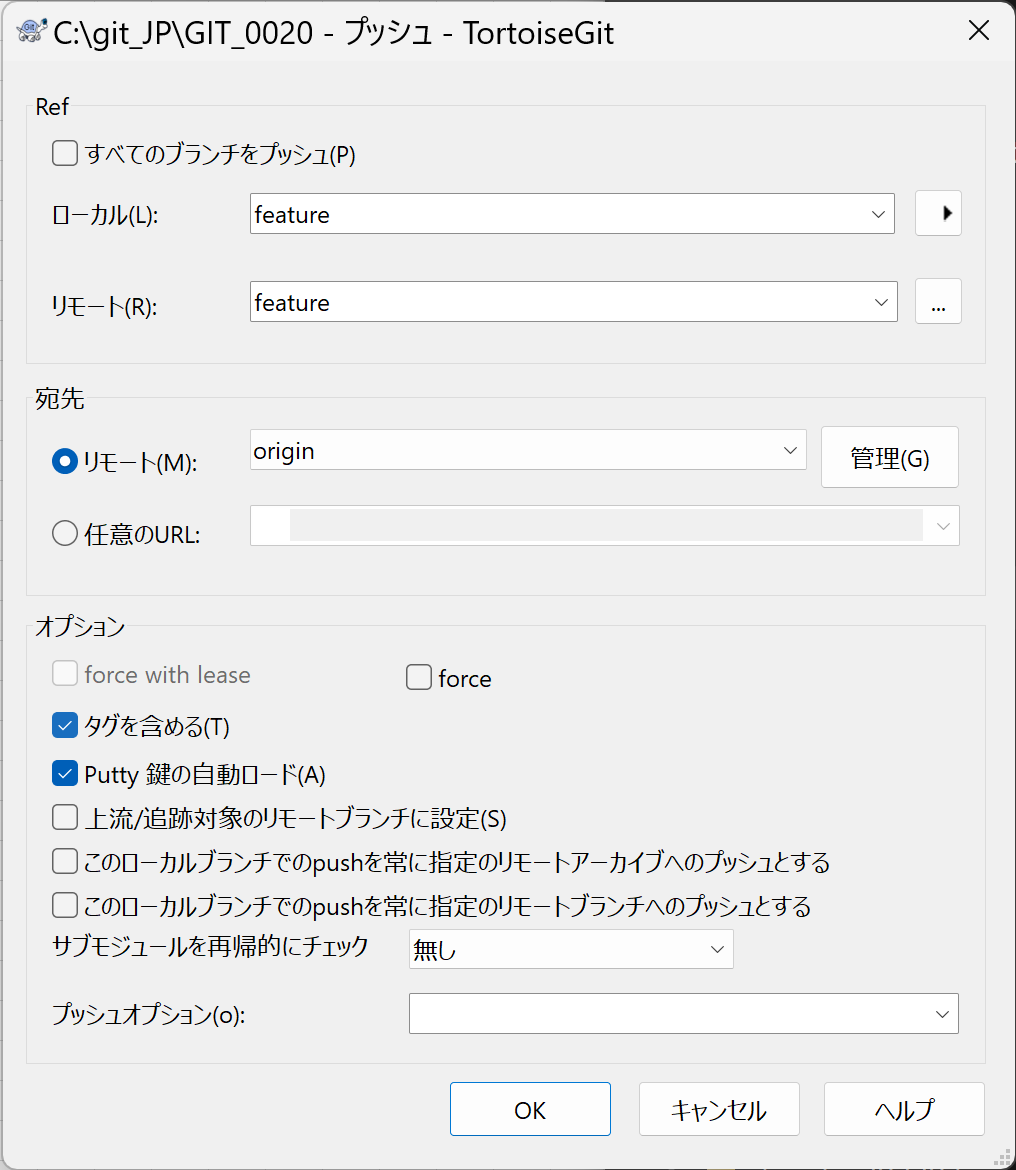 C:\git_JP\GIT_0020 - プッシュ - TortoiseGit
Ref
すべてのブランチをプッシュ(P)
ローカル(L): feature
リモート(R): feature ...
宛先
リモート(M): origin 管理(G)
任意のURL:
オプション
force with lease force
タグを含める(T)
Putty 鍵の自動ロード(A)
上流/追跡対象のリモートブランチに設定(S)
このローカルブランチでのpushを常に指定のリモートアーカイブへのプッシュとする
このローカルブランチでのpushを常に指定のリモートブランチへのプッシュとする
サブモジュールを再帰的にチェック 無し
プッシュオプション(o):
OK キャンセル ヘルプ